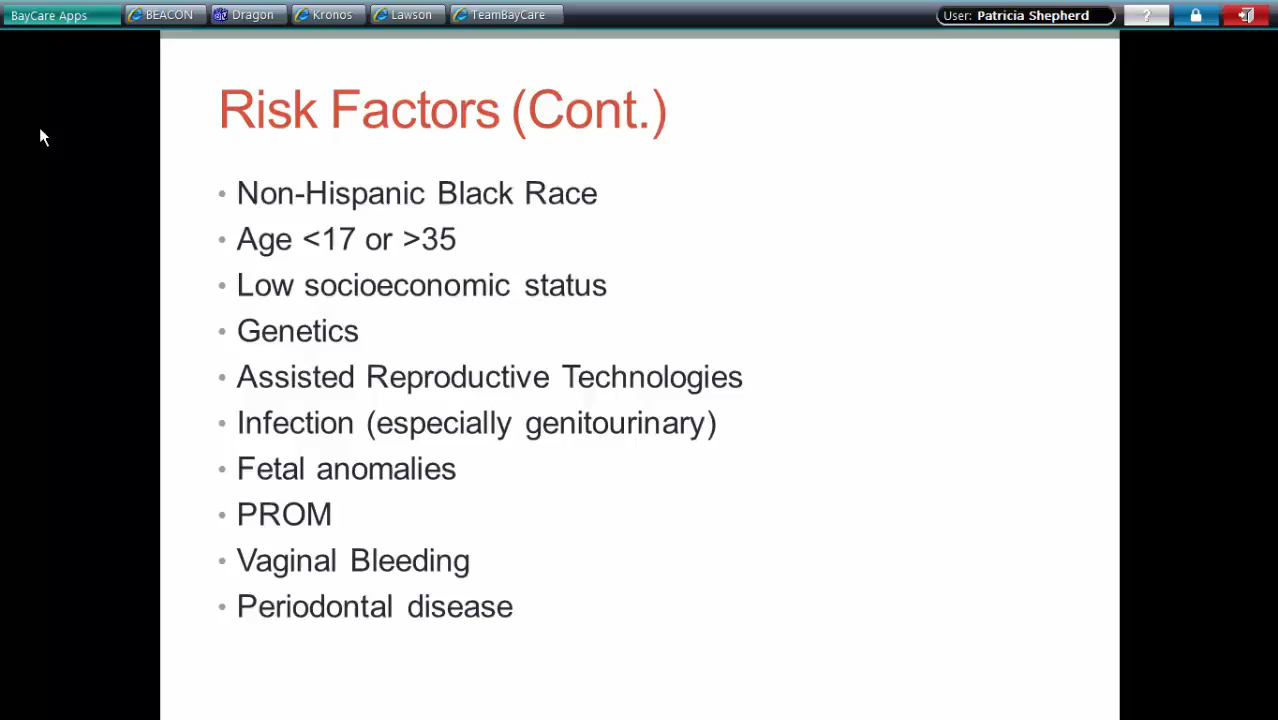 BayCare Apps
BEACON
Dragon
Kronos
Lawson
TeamBayCare
User: Patricia Shepherd
?
Risk Factors (Cont.)
• Non-Hispanic Black Race
• Age <17 or >35
• Low socioeconomic status
• Genetics
• Assisted Reproductive Technologies
• Infection (especially genitourinary)
• Fetal anomalies
• PROM
• Vaginal Bleeding
• Periodontal disease